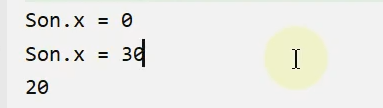 Son.x = 0
Son.x = 30
20